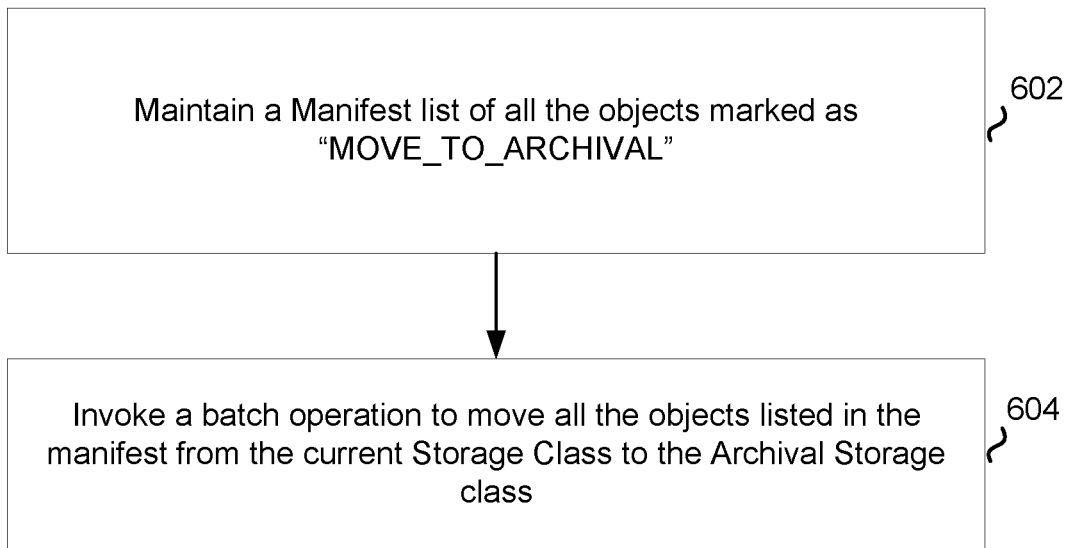 Maintain a Manifest list of all the objects marked as
“MOVE_TO_ARCHIVAL”
602
Invoke a batch operation to move all the objects listed in the
manifest from the current Storage Class to the Archival Storage
class
604